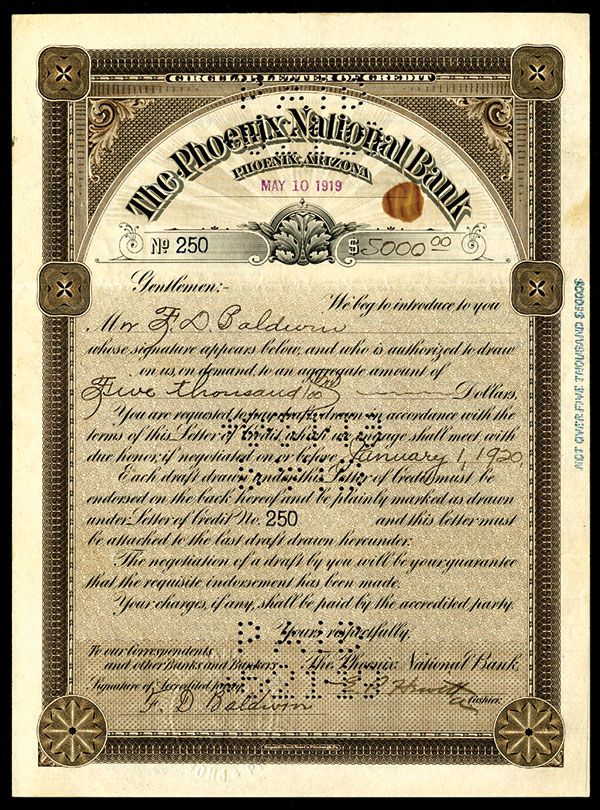 CIRCULAR LETTER OF CREDIT
The Phoenix National Bank
PHOENIX, ARIZONA
MAY 10 1919
No 250
$5000 00
Gentlemen:-
We beg to introduce to you
Mr F. D. Baldwin
whose signature appears below, and who is authorized to draw
on us, on demand, to an aggregate amount of
Five thousand Dollars,
You are requested to pay drafts drawn in accordance with the
terms of this Letter of Credit, which we engage shall meet with
due honor, if negotiated on or before January 1, 1920,
Each draft drawn under this Letter of Credit must be
endorsed on the back hereof and be plainly marked as drawn
under Letter of Credit No. 250 and this letter must
be attached to the last draft drawn hereunder.
The negotiation of a draft by you will be your guarantee
that the requisite indorsement has been made.
Your charges, if any, shall be paid by the accredited party.
Yours respectfully,
To our Correspondents
and other Banks and Bankers. The Phoenix National Bank
Signature of Accredited party. Cashier.
F. D Baldwin
NOT OVER FIVE THOUSAND $5000$